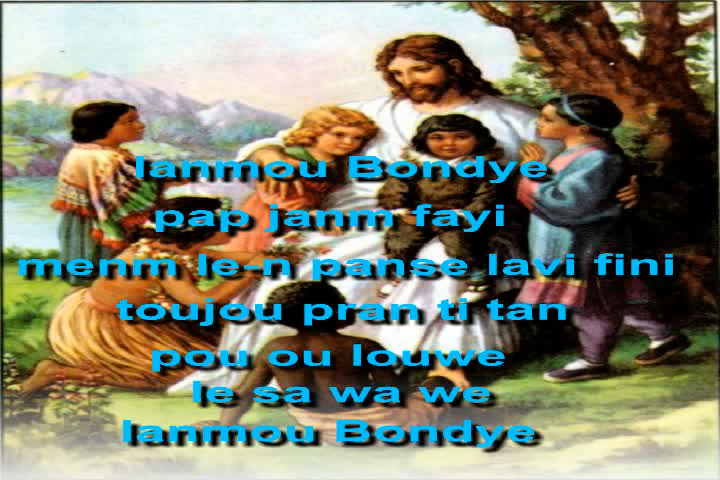 lanmou Bondye
pap janm fayi
menm le-n panse lavi fini
toujou pran ti tan
pou ou louwe
le sa wa we
lanmou Bondye